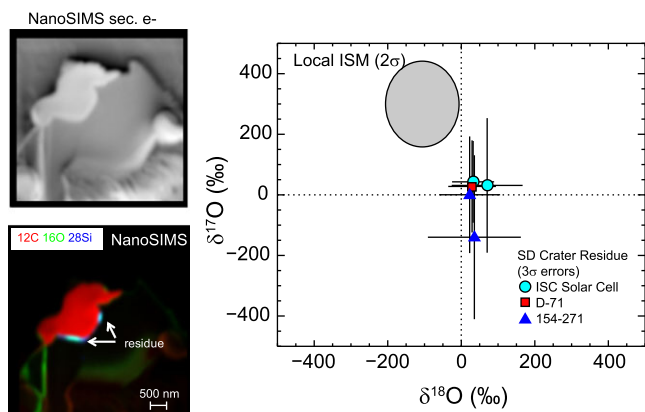 NanoSIMS sec. e-
12C 16O 28Si NanoSIMS
residue
500 nm
Local ISM (2σ)
400
200
0
−200
−400
δ17O (‰)
SD Crater Residue
(3σ errors)
ISC Solar Cell
D-71
154-271
−400 −200 0 200 400
δ18O (‰)